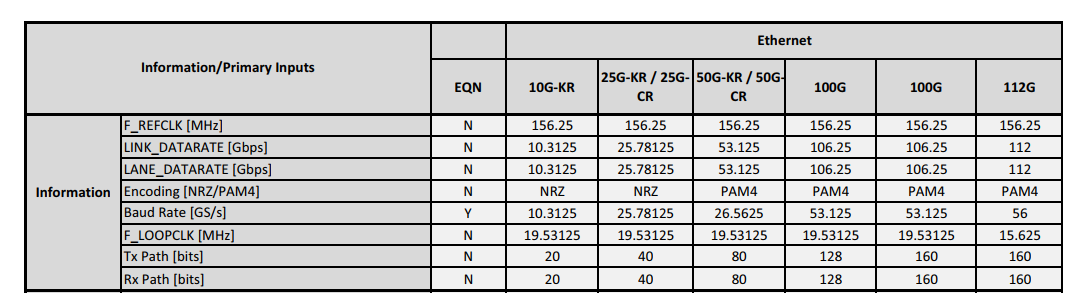 Information/Primary Inputs Ethernet
EQN 10G-KR 25G-KR / 25G-CR 50G-KR / 50G-CR 100G 100G 112G
Information
F_REFCLK [MHz] N 156.25 156.25 156.25 156.25 156.25 156.25
LINK_DATARATE [Gbps] N 10.3125 25.78125 53.125 106.25 106.25 112
LANE_DATARATE [Gbps] N 10.3125 25.78125 53.125 106.25 106.25 112
Encoding [NRZ/PAM4] N NRZ NRZ PAM4 PAM4 PAM4 PAM4
Baud Rate [GS/s] Y 10.3125 25.78125 26.5625 53.125 53.125 56
F_LOOPCLK [MHz] N 19.53125 19.53125 19.53125 19.53125 19.53125 15.625
Tx Path [bits] N 20 40 80 128 160 160
Rx Path [bits] N 20 40 80 128 160 160